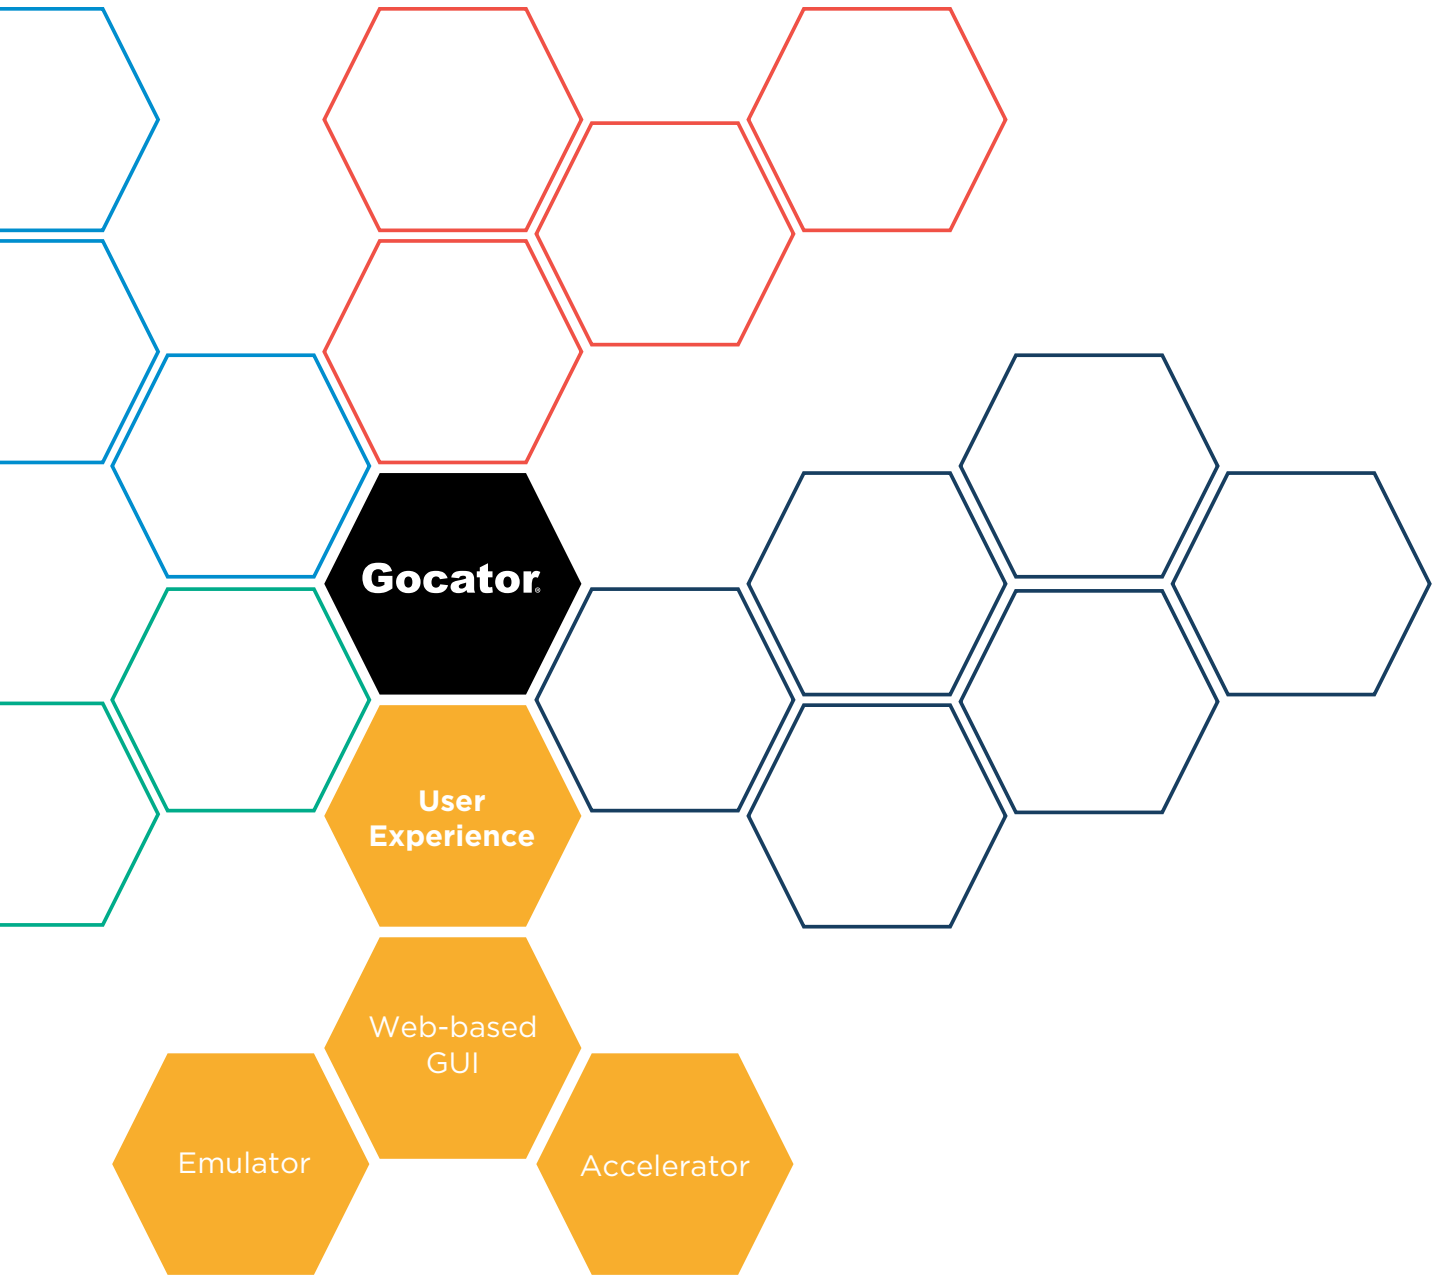 Gocator®
User
Experience
Web-based
GUI
Emulator
Accelerator